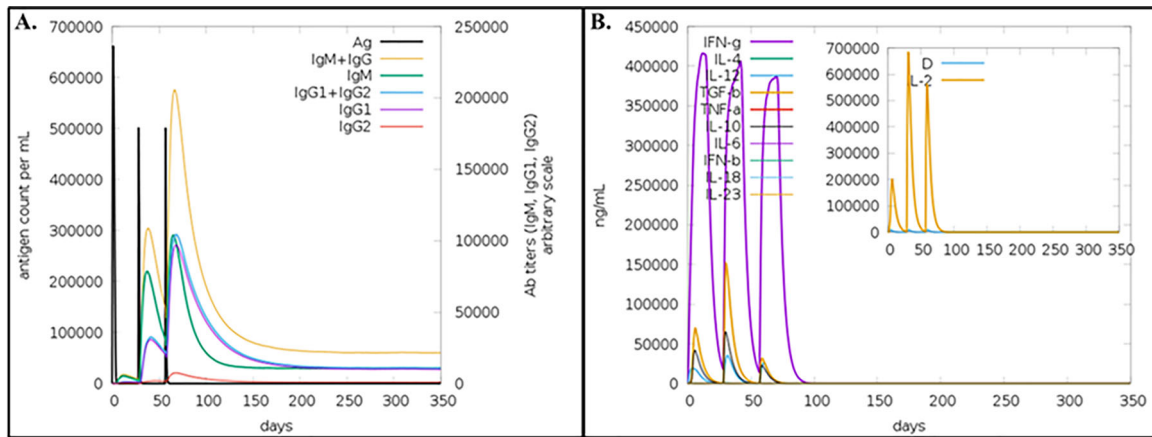 A.
antigen count per mL
700000
600000
500000
400000
300000
200000
100000
0
Ag
IgM+IgG
IgM
IgG1+IgG2
IgG1
IgG2
250000
200000
150000
100000
50000
0
Ab titers (IgM, IgG1, IgG2)
arbitrary scale
0 50 100 150 200 250 300 350
days
B.
ng/mL
450000
400000
350000
300000
250000
200000
150000
100000
50000
0
IFN-g
IL-4
IL-12
TGF-b
TNF-a
IL-10
IL-6
IFN-b
IL-18
IL-23
0 50 100 150 200 250 300 350
days
700000
600000
500000
400000
300000
200000
100000
0
D
IL-2
0 50 100 150 200 250 300 350